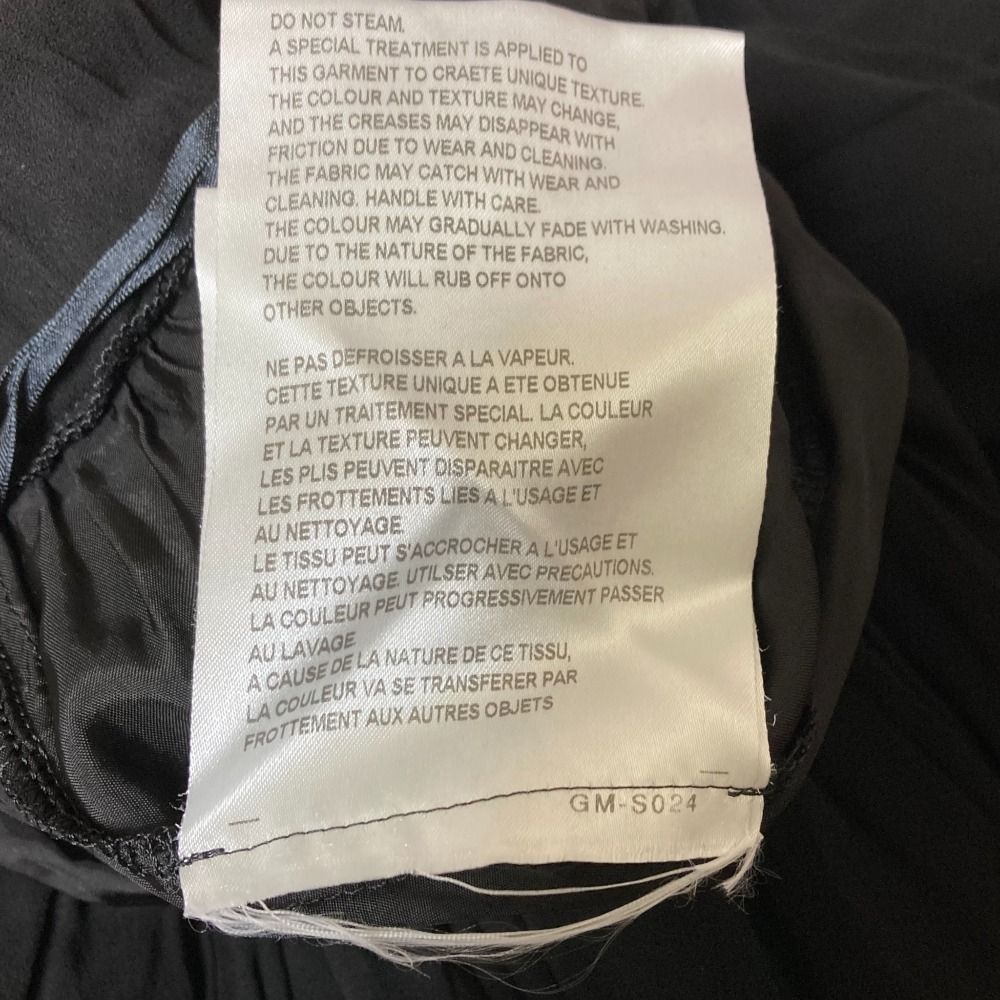 DO NOT STEAM.
A SPECIAL TREATMENT IS APPLIED TO
THIS GARMENT TO CRAETE UNIQUE TEXTURE.
THE COLOUR AND TEXTURE MAY CHANGE,
AND THE CREASES MAY DISAPPEAR WITH
FRICTION DUE TO WEAR AND CLEANING.
THE FABRIC MAY CATCH WITH WEAR AND
CLEANING. HANDLE WITH CARE.
THE COLOUR MAY GRADUALLY FADE WITH WASHING.
DUE TO THE NATURE OF THE FABRIC,
THE COLOUR WILL RUB OFF ONTO
OTHER OBJECTS.
NE PAS DEFROISSER A LA VAPEUR.
CETTE TEXTURE UNIQUE A ETE OBTENUE
PAR UN TRAITEMENT SPECIAL. LA COULEUR
ET LA TEXTURE PEUVENT CHANGER,
LES PLIS PEUVENT DISPARAITRE AVEC
LES FROTTEMENTS LIES A L'USAGE ET
AU NETTOYAGE
LE TISSU PEUT S'ACCROCHER A L'USAGE ET
AU NETTOYAGE. UTILSER AVEC PRECAUTIONS.
LA COULEUR PEUT PROGRESSIVEMENT PASSER
AU LAVAGE
A CAUSE DE LA NATURE DE CE TISSU,
LA COULEUR VA SE TRANSFERER PAR
FROTTEMENT AUX AUTRES OBJETS
GM-S024